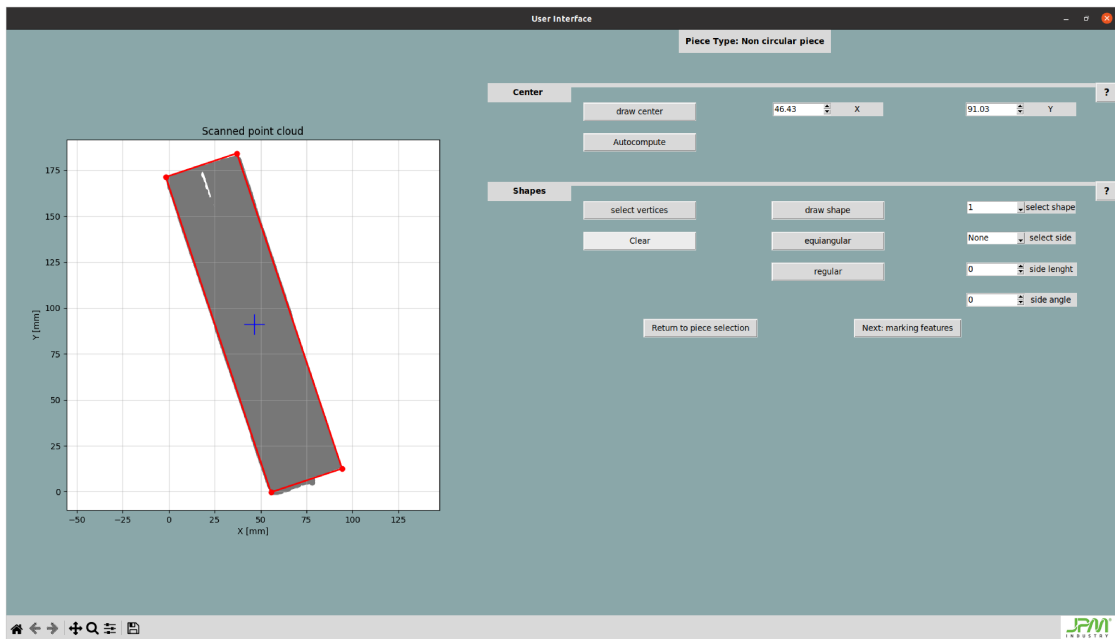 User Interface
Piece Type: Non circular piece
Center
?
draw center
46.43
X
91.03
Y
Autocompute
Scanned point cloud
Shapes
?
select vertices
draw shape
1
select shape
Clear
equiangular
None
select side
regular
0
side lenght
0
side angle
Return to piece selection
Next: marking features
175
150
125
100
75
50
25
0
Y [mm]
−50 −25 0 25 50 75 100 125
X [mm]
JPM
INDUSTRY